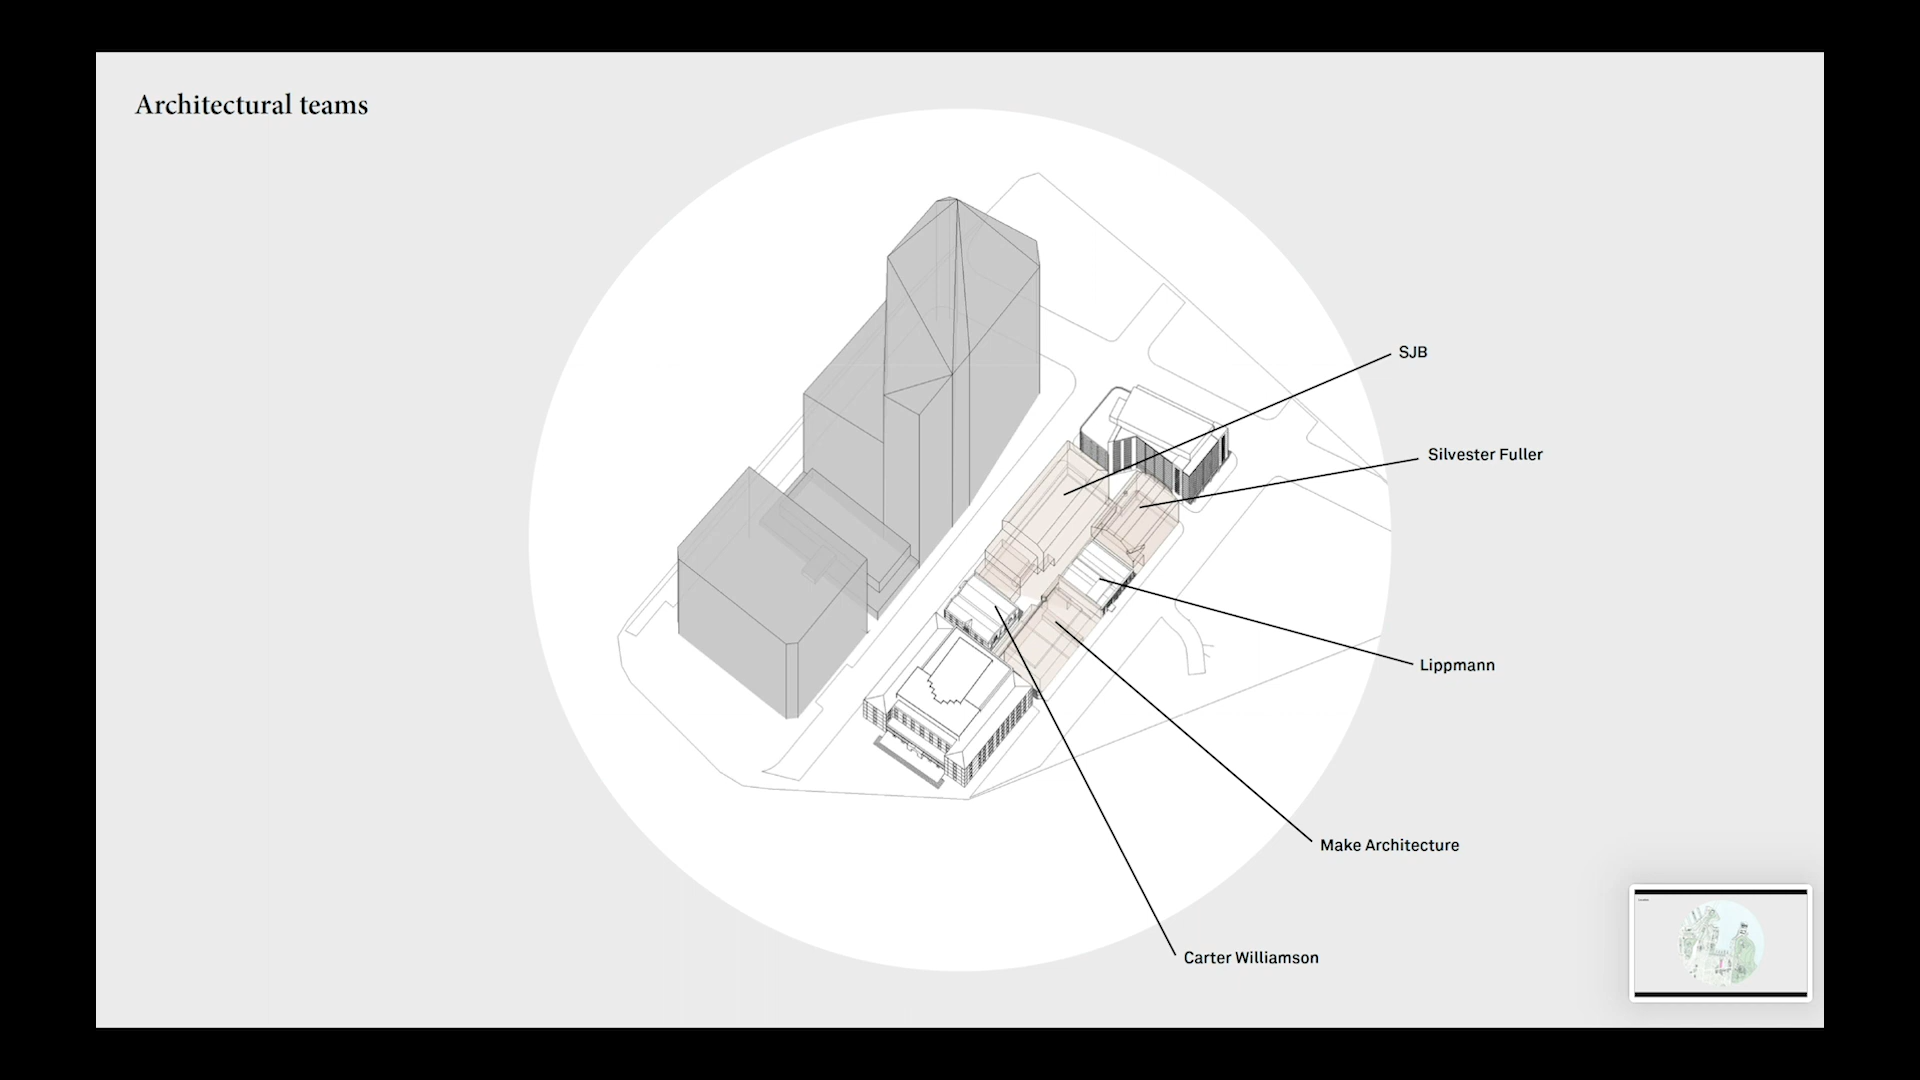 Architectural teams
SJB
Silvester Fuller
Lippmann
Make Architecture
Carter Williamson